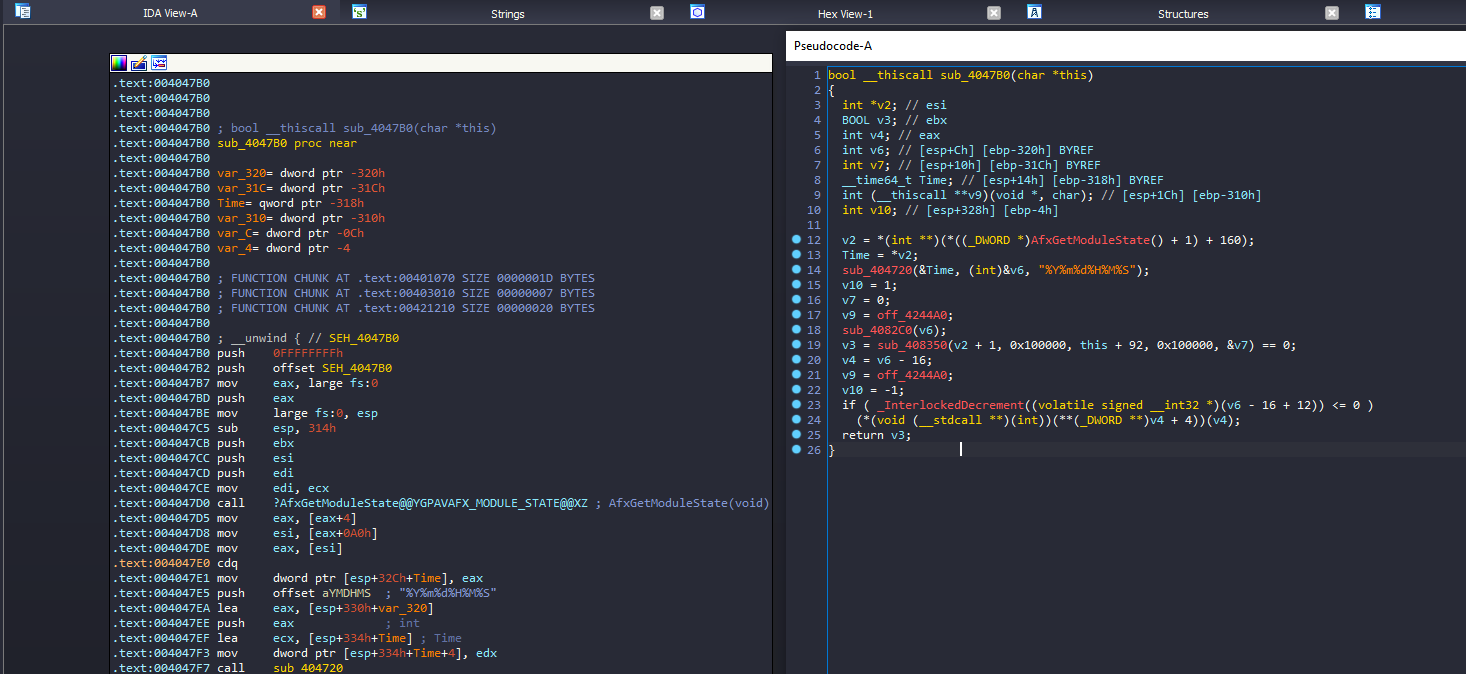 IDA View-A Strings Hex View-1 Structures
.text:004047B0
.text:004047B0
.text:004047B0
.text:004047B0 ; bool __thiscall sub_4047B0(char *this)
.text:004047B0 sub_4047B0 proc near
.text:004047B0
.text:004047B0 var_320= dword ptr -320h
.text:004047B0 var_31C= dword ptr -31Ch
.text:004047B0 Time= qword ptr -318h
.text:004047B0 var_310= dword ptr -310h
.text:004047B0 var_C= dword ptr -0Ch
.text:004047B0 var_4= dword ptr -4
.text:004047B0
.text:004047B0 ; FUNCTION CHUNK AT .text:00401070 SIZE 0000001D BYTES
.text:004047B0 ; FUNCTION CHUNK AT .text:00403010 SIZE 00000007 BYTES
.text:004047B0 ; FUNCTION CHUNK AT .text:00421210 SIZE 00000020 BYTES
.text:004047B0
.text:004047B0 ; __unwind { // SEH_4047B0
.text:004047B0 push 0FFFFFFFFh
.text:004047B2 push offset SEH_4047B0
.text:004047B7 mov eax, large fs:0
.text:004047BD push eax
.text:004047BE mov large fs:0, esp
.text:004047C5 sub esp, 314h
.text:004047CB push ebx
.text:004047CC push esi
.text:004047CD push edi
.text:004047CE mov edi, ecx
.text:004047D0 call ?AfxGetModuleState@@YGPAVAFX_MODULE_STATE@@XZ ; AfxGetModuleState(void)
.text:004047D5 mov eax, [eax+4]
.text:004047D8 mov esi, [eax+0A0h]
.text:004047DE mov eax, [esi]
.text:004047E0 cdq
.text:004047E1 mov dword ptr [esp+32Ch+Time], eax
.text:004047E5 push offset aYMDHMS ; "%Y%m%d%H%M%S"
.text:004047EA lea eax, [esp+330h+var_320]
.text:004047EE push eax ; int
.text:004047EF lea ecx, [esp+334h+Time] ; Time
.text:004047F3 mov dword ptr [esp+334h+Time+4], edx
.text:004047F7 call sub_404720
Pseudocode-A
1 bool __thiscall sub_4047B0(char *this)
2 {
3 int *v2; // esi
4 BOOL v3; // ebx
5 int v4; // eax
6 int v6; // [esp+Ch] [ebp-320h] BYREF
7 int v7; // [esp+10h] [ebp-31Ch] BYREF
8 __time64_t Time; // [esp+14h] [ebp-318h] BYREF
9 int (__thiscall **v9)(void *, char); // [esp+1Ch] [ebp-310h]
10 int v10; // [esp+328h] [ebp-4h]
11
12 v2 = *(int **)(*((_DWORD *)AfxGetModuleState() + 1) + 160);
13 Time = *v2;
14 sub_404720(&Time, (int)&v6, "%Y%m%d%H%M%S");
15 v10 = 1;
16 v7 = 0;
17 v9 = off_4244A0;
18 sub_4082C0(v6);
19 v3 = sub_408350(v2 + 1, 0x100000, this + 92, 0x100000, &v7) == 0;
20 v4 = v6 - 16;
21 v9 = off_4244A0;
22 v10 = -1;
23 if ( _InterlockedDecrement((volatile signed __int32 *)(v6 - 16 + 12)) <= 0 )
24 (*(void (__stdcall **)(int))(**(_DWORD **)v4 + 4))(v4);
25 return v3;
26 }